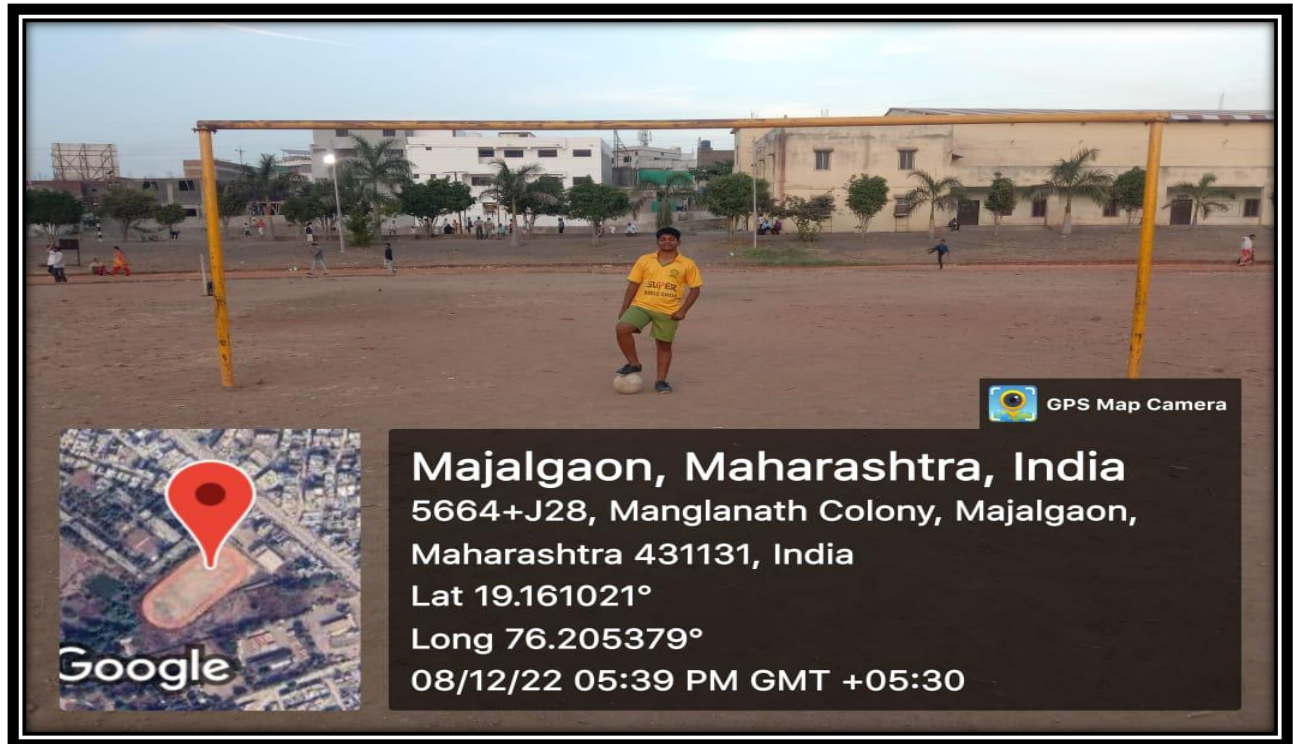 SUPER
GPS Map Camera
Majalgaon, Maharashtra, India
5664+J28, Manglanath Colony, Majalgaon,
Maharashtra 431131, India
Lat 19.161021°
Long 76.205379°
08/12/22 05:39 PM GMT +05:30
Google